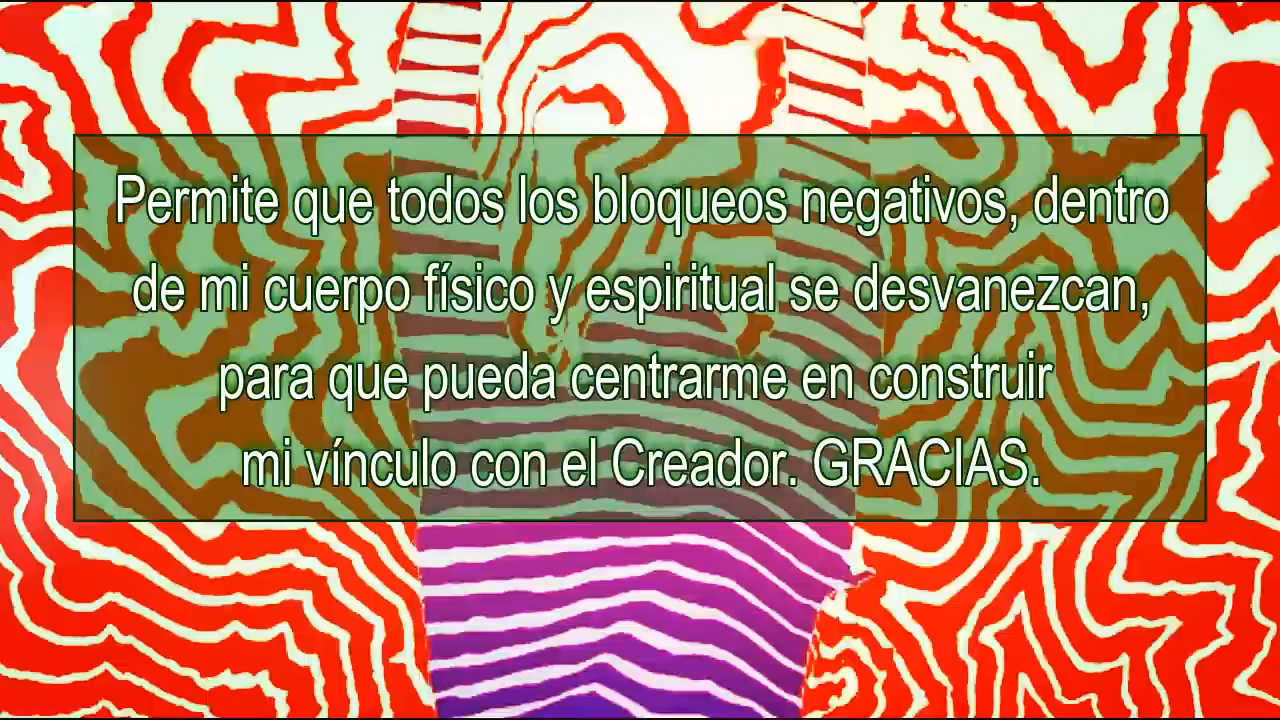 Permite que todos los bloqueos negativos, dentro
de mi cuerpo físico y espiritual se desvanezcan,
para que pueda centrarme en construir
mi vínculo con el Creador. GRACIAS.